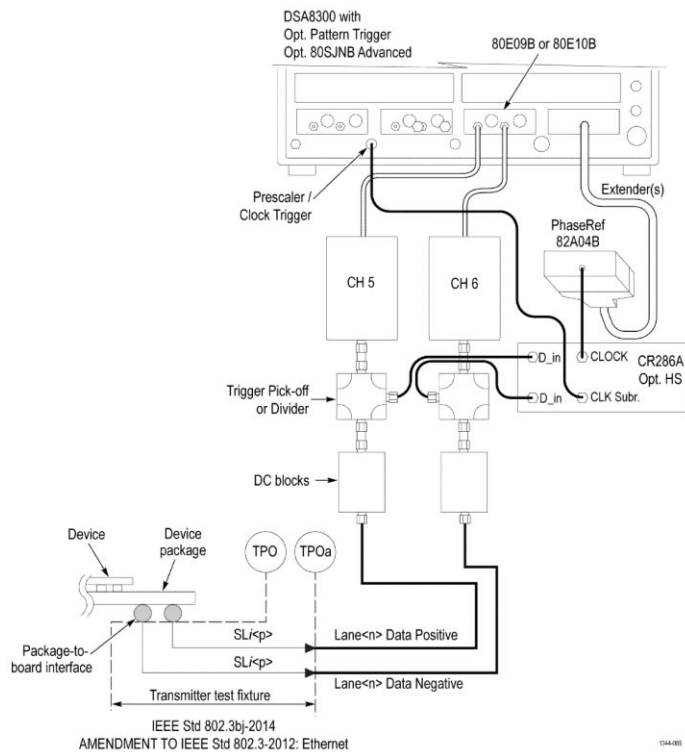 DSA8300 with
Opt. Pattern Trigger
Opt. 80SJNB Advanced
80E09B or 80E10B
Prescaler /
Clock Trigger
Extender(s)
PhaseRef
82A04B
CH 5
CH 6
D_in
CLOCK
CR286A
Opt. HS
D_in
CLK Subr.
Trigger Pick-off
or Divider
DC blocks
Device
Device
package
TPO
TPOa
SLi<p>
Lane<n> Data Positive
Package-to-
board interface
SLi<p>
Lane<n> Data Negative
Transmitter test fixture
IEEE Std 802.3bj-2014
AMENDMENT TO IEEE Std 802.3-2012: Ethernet
1344-065